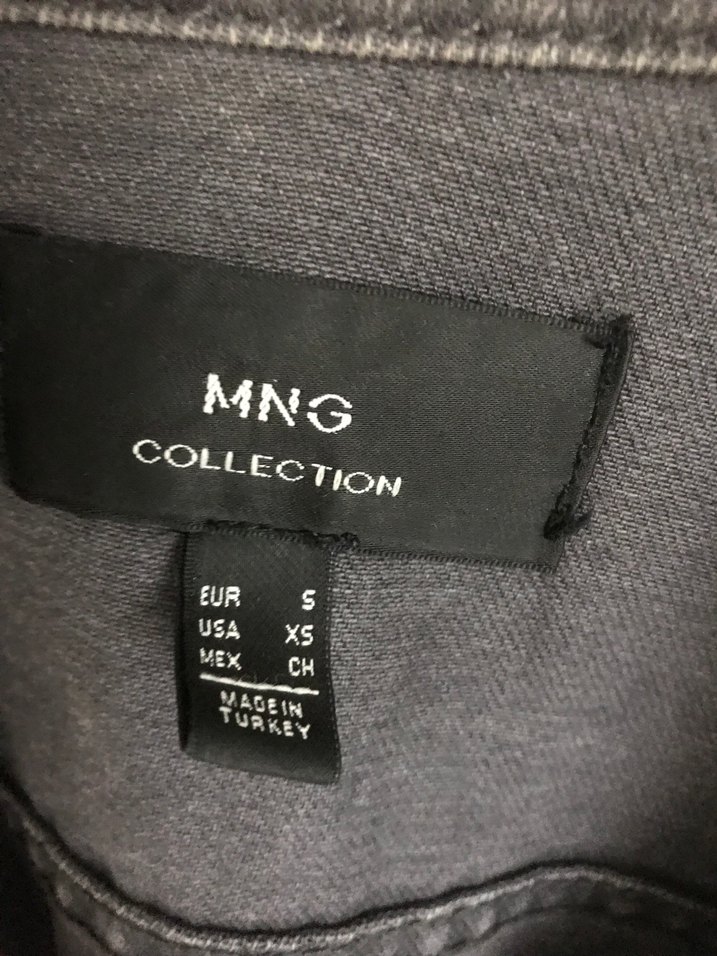 MNG
COLLECTION
EUR S
USA XS
MEX CH
MADE IN
TURKEY